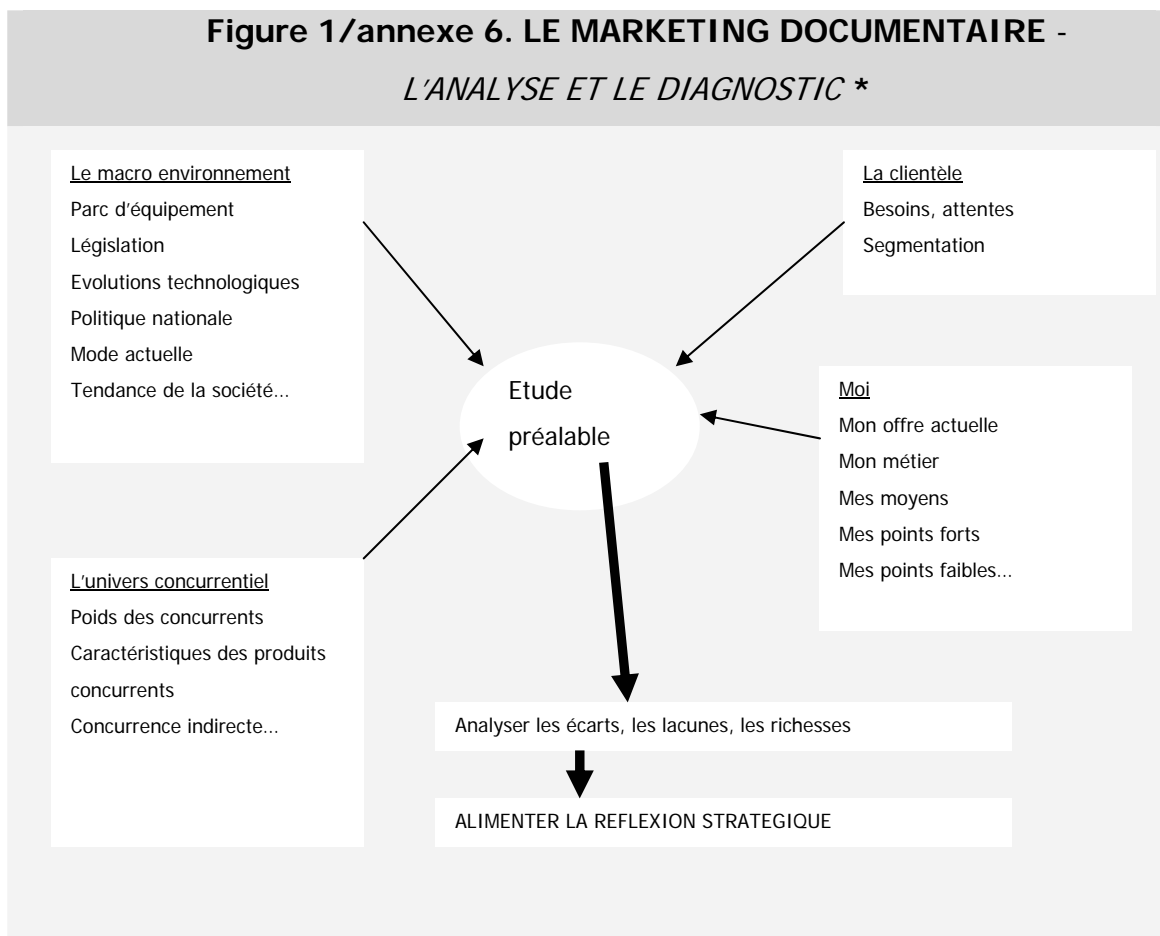 Figure 1/annexe 6. LE MARKETING DOCUMENTAIRE -
L'ANALYSE ET LE DIAGNOSTIC *
Le macro environnement
Parc d'équipement
Législation
Evolutions technologiques
Politique nationale
Mode actuelle
Tendance de la société...
La clientèle
Besoins, attentes
Segmentation
Etude
préalable
Moi
Mon offre actuelle
Mon métier
Mes moyens
Mes points forts
Mes points faibles...
L'univers concurrentiel
Poids des concurrents
Caractéristiques des produits
concurrents
Concurrence indirecte...
Analyser les écarts, les lacunes, les richesses
ALIMENTER LA REFLEXION STRATEGIQUE